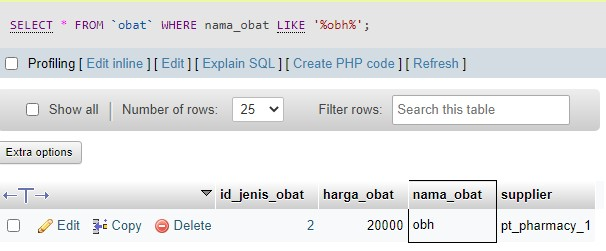 SELECT * FROM `obat` WHERE nama_obat LIKE '%obh%';
Profiling [ Edit inline ] [ Edit ] [ Explain SQL ] [ Create PHP code ] [ Refresh ]
Show all | Number of rows: 25 Filter rows: Search this table
Extra options
←T→ id_jenis_obat harga_obat nama_obat supplier
Edit Copy Delete 2 20000 obh pt_pharmacy_1